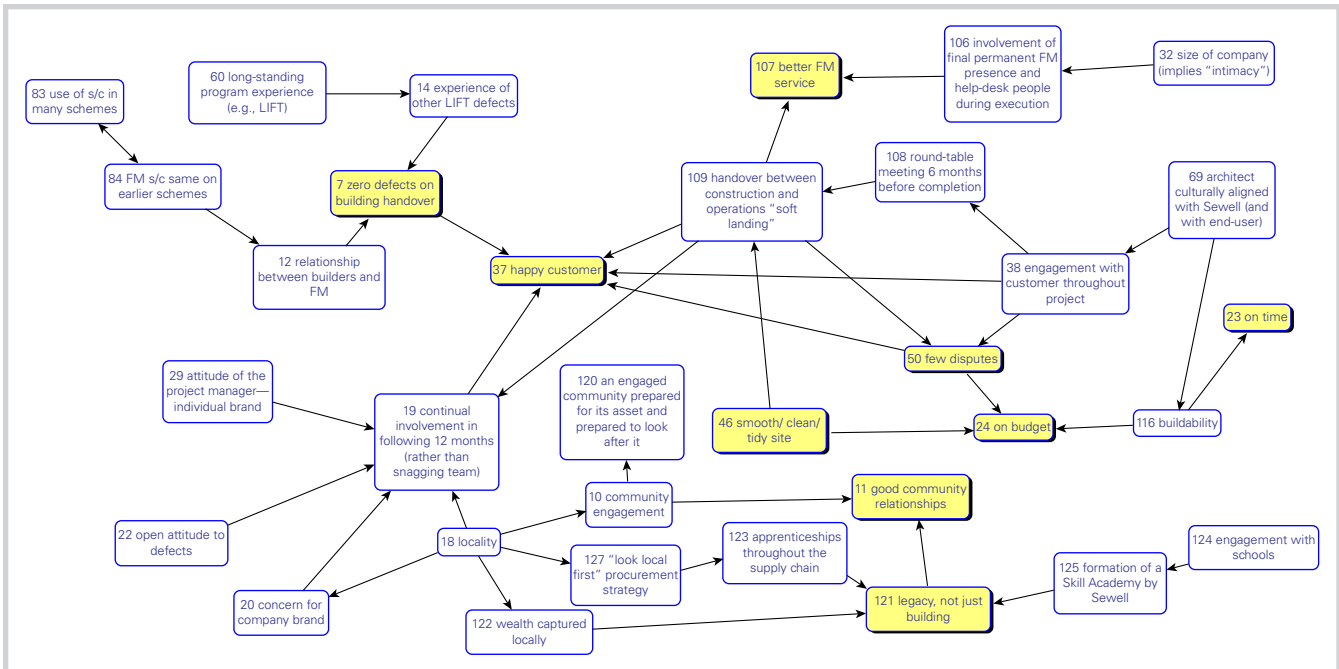 106 involvement of
final permanent FM
presence and
help-desk people
during execution
32 size of company
(implies “intimacy”)
107 better FM
service
60 long-standing
program experience
(e.g., LIFT)
14 experience of
other LIFT defects
83 use of s/c in
many schemes
84 FM s/c same on
earlier schemes
7 zero defects on
building handover
109 handover between
construction and
operations “soft
landing”
108 round-table
meeting 6 months
before completion
69 architect
culturally aligned
with Sewell (and
with end-user)
12 relationship
between builders and
FM
37 happy customer
38 engagement with
customer throughout
project
23 on time
50 few disputes
29 attitude of the
project manager—
individual brand
19 continual
involvement in
following 12 months
(rather than
snagging team)
120 an engaged
community prepared
for its asset and
prepared to look
after it
46 smooth/ clean/
tidy site
24 on budget
116 buildability
10 community
engagement
11 good community
relationships
22 open attitude to
defects
18 locality
127 “look local
first” procurement
strategy
123 apprenticeships
throughout the
supply chain
124 engagement with
schools
125 formation of a
Skill Academy by
Sewell
20 concern for
company brand
122 wealth captured
locally
121 legacy, not just
building